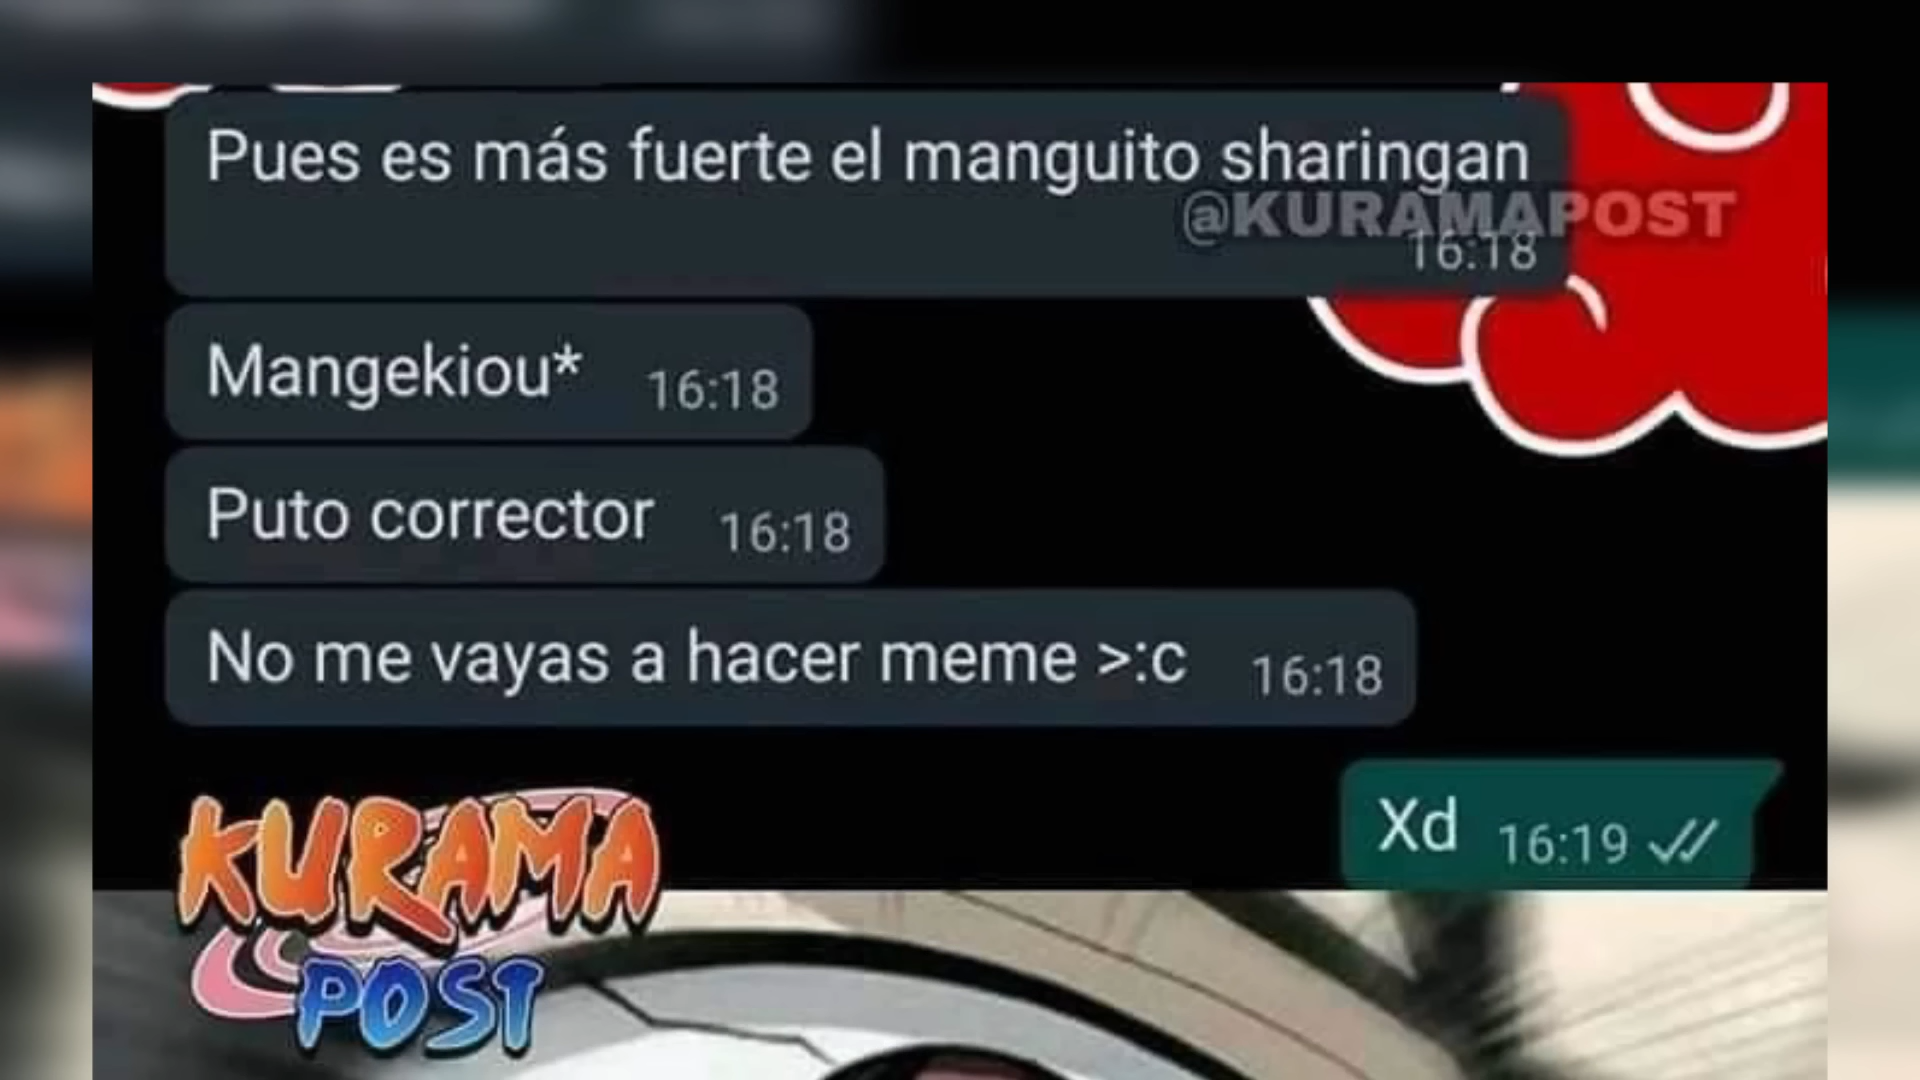 Pues es más fuerte el manguito sharingan
@KURAMAPOST
16:18
Mangekiou* 16:18
Puto corrector 16:18
No me vayas a hacer meme >:c 16:18
Xd 16:19
KURAMA
POST